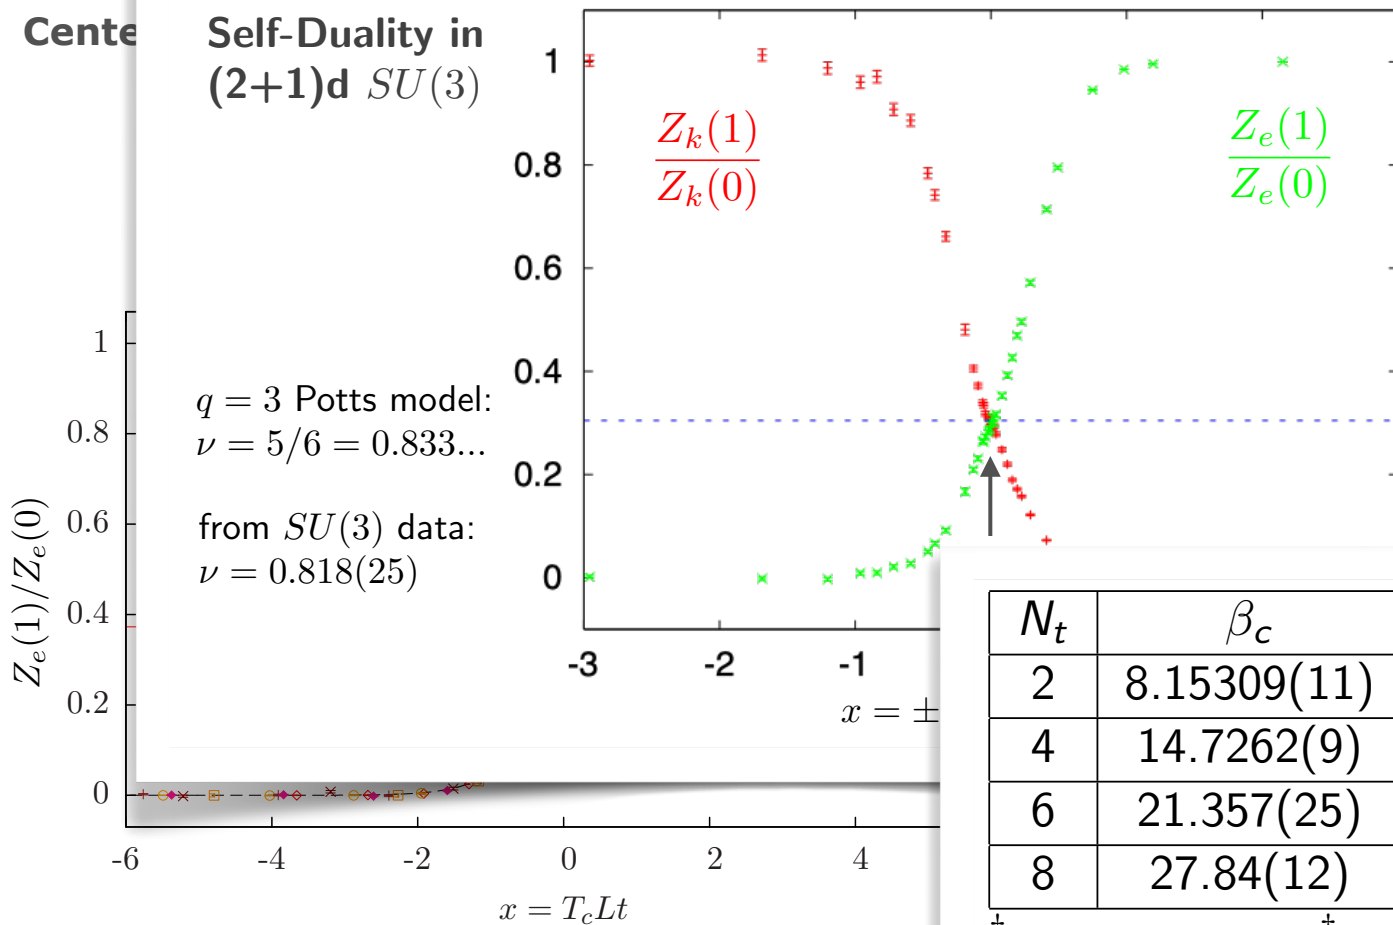 Cente
Self-Duality in
(2+1)d SU(3)
1
0.8
0.6
0.4
0.2
0
-3 -2 -1
x = ±
Z_k(1)
Z_k(0)
Z_e(1)
Z_e(0)
q = 3 Potts model:
ν = 5/6 = 0.833...
from SU(3) data:
ν = 0.818(25)
Z_e(1)/Z_e(0)
1
0.8
0.6
0.4
0.2
0
-6 -4 -2 0 2 4
x = T_cLt
N_t β_c
2 8.15309(11)
4 14.7262(9)
6 21.357(25)
8 27.84(12)
† †